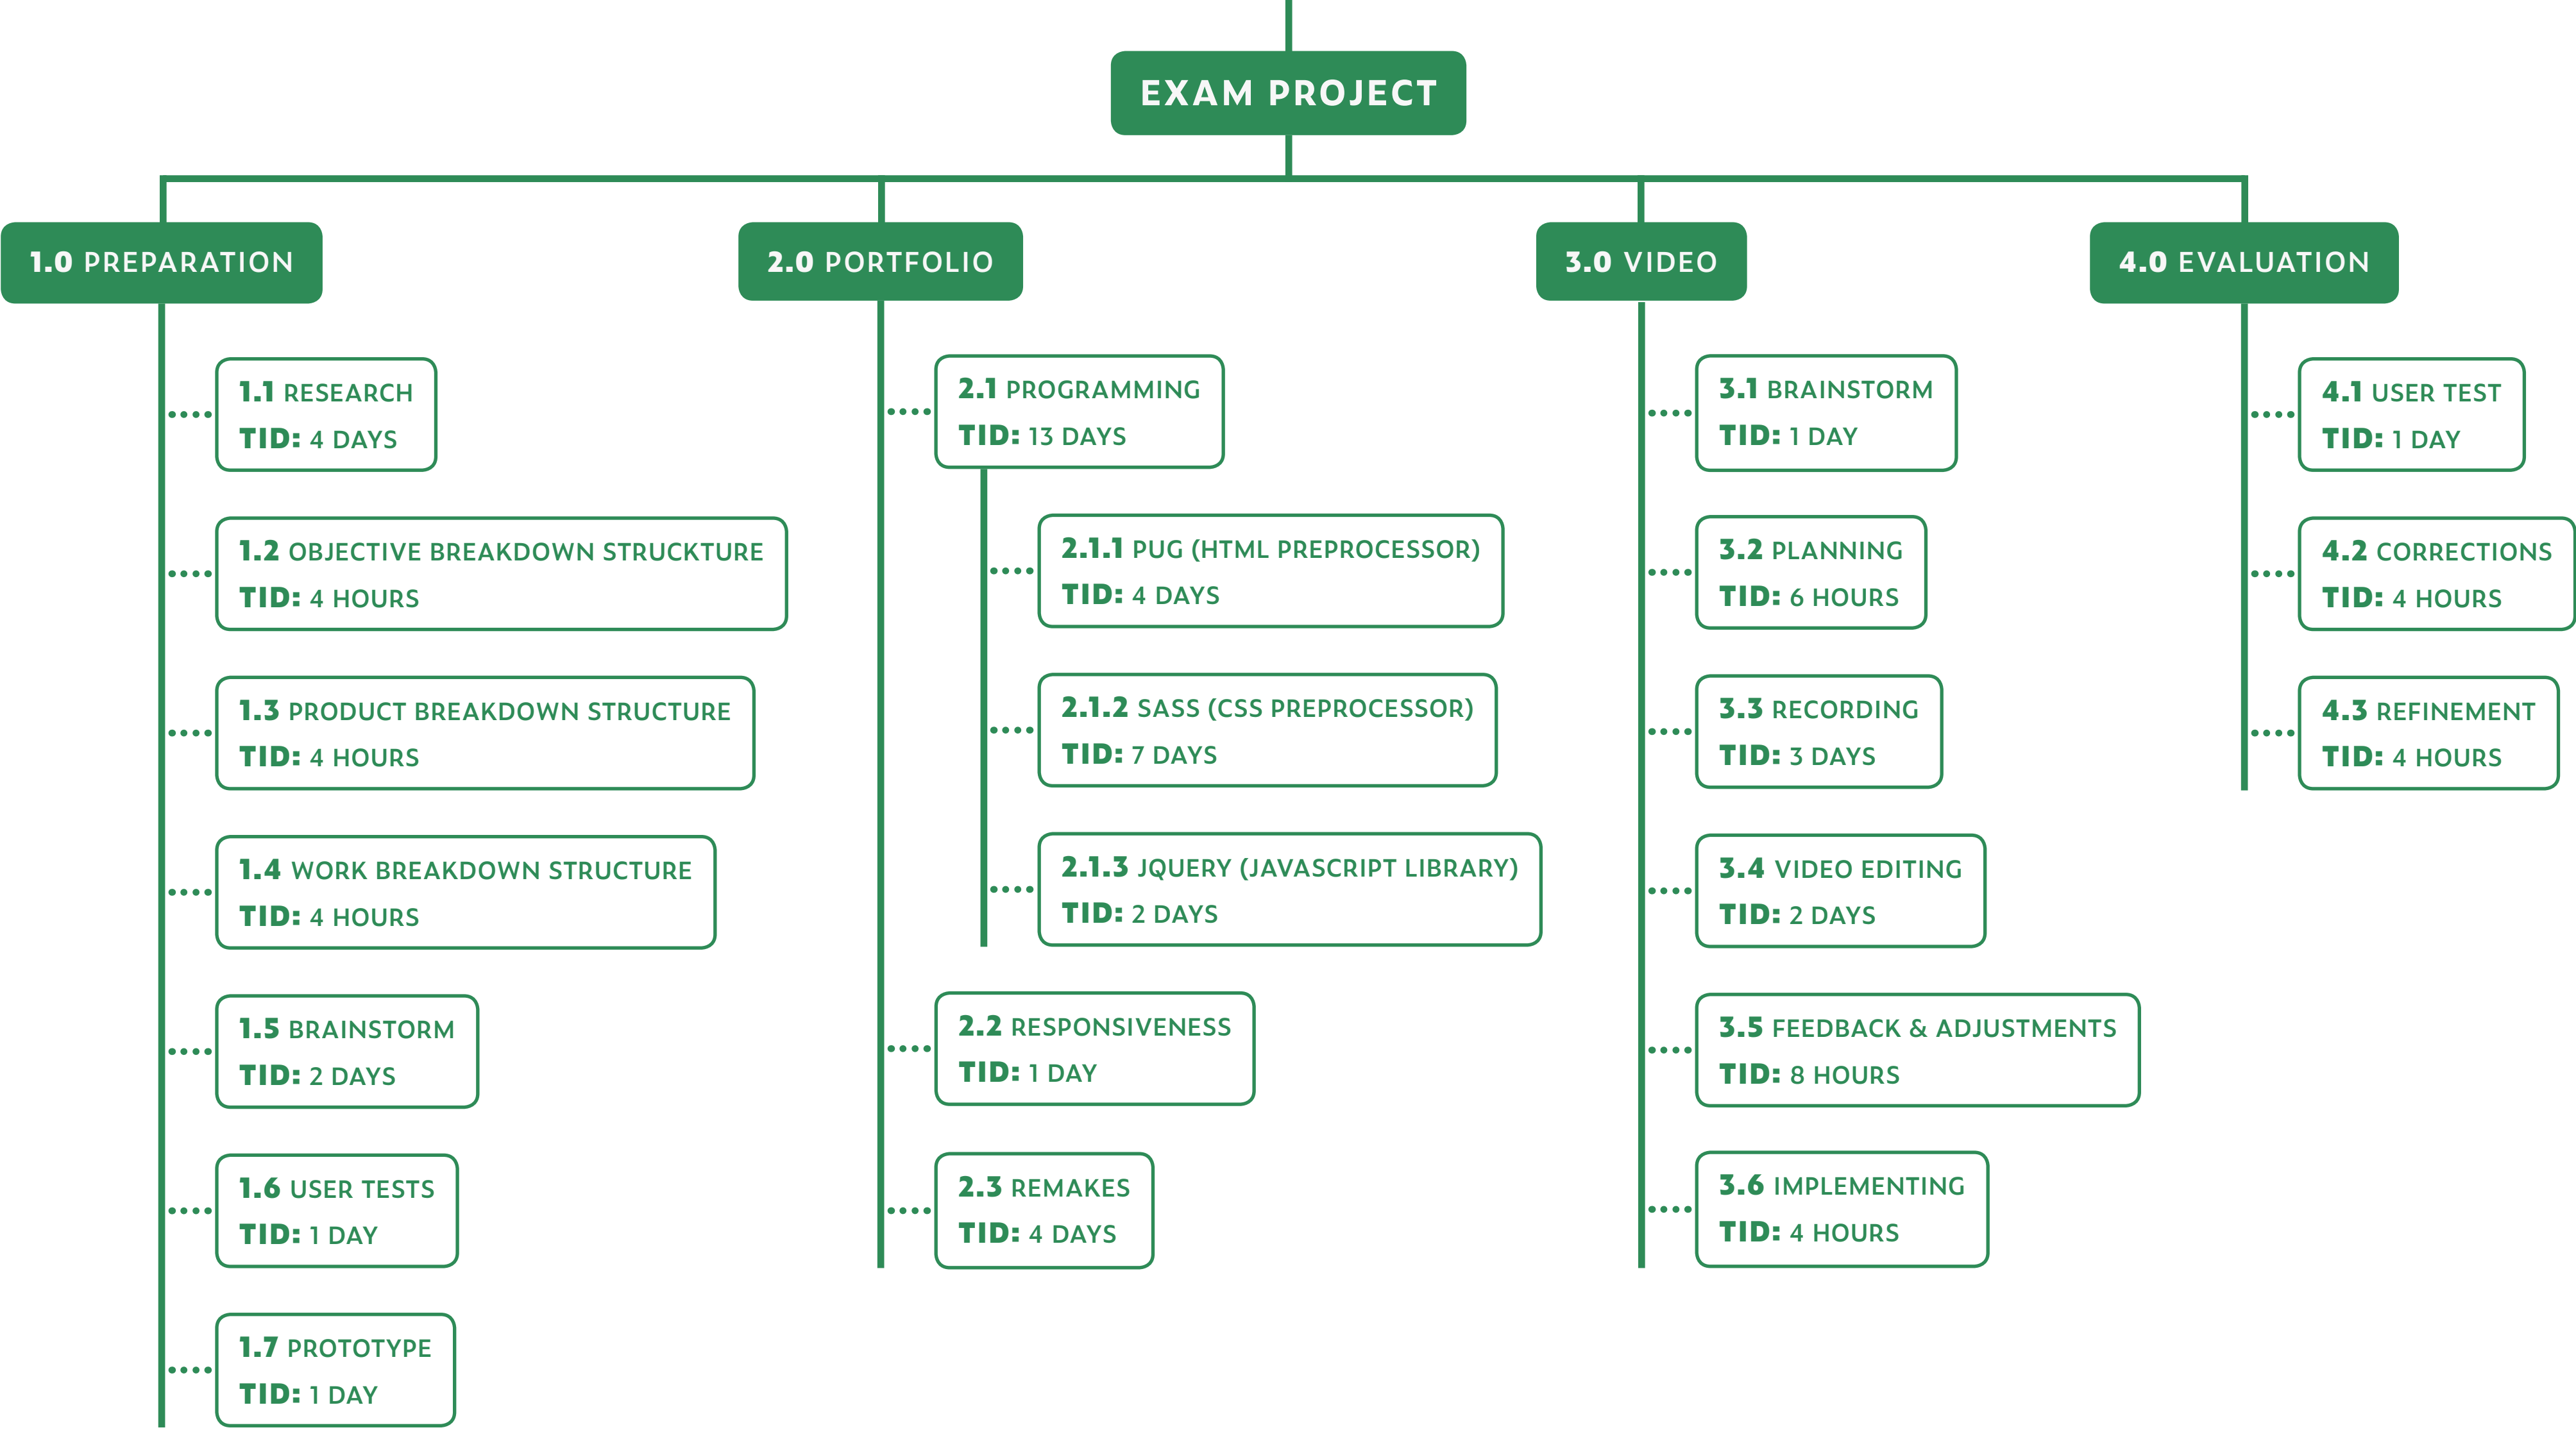 EXAM PROJECT
1.0 PREPARATION
1.1 RESEARCH
TID: 4 DAYS
1.2 OBJECTIVE BREAKDOWN STRUCKTURE
TID: 4 HOURS
1.3 PRODUCT BREAKDOWN STRUCTURE
TID: 4 HOURS
1.4 WORK BREAKDOWN STRUCTURE
TID: 4 HOURS
1.5 BRAINSTORM
TID: 2 DAYS
1.6 USER TESTS
TID: 1 DAY
1.7 PROTOTYPE
TID: 1 DAY
2.0 PORTFOLIO
2.1 PROGRAMMING
TID: 13 DAYS
2.1.1 PUG (HTML PREPROCESSOR)
TID: 4 DAYS
2.1.2 SASS (CSS PREPROCESSOR)
TID: 7 DAYS
2.1.3 JQUERY (JAVASCRIPT LIBRARY)
TID: 2 DAYS
2.2 RESPONSIVENESS
TID: 1 DAY
2.3 REMAKES
TID: 4 DAYS
3.0 VIDEO
3.1 BRAINSTORM
TID: 1 DAY
3.2 PLANNING
TID: 6 HOURS
3.3 RECORDING
TID: 3 DAYS
3.4 VIDEO EDITING
TID: 2 DAYS
3.5 FEEDBACK & ADJUSTMENTS
TID: 8 HOURS
3.6 IMPLEMENTING
TID: 4 HOURS
4.0 EVALUATION
4.1 USER TEST
TID: 1 DAY
4.2 CORRECTIONS
TID: 4 HOURS
4.3 REFINEMENT
TID: 4 HOURS